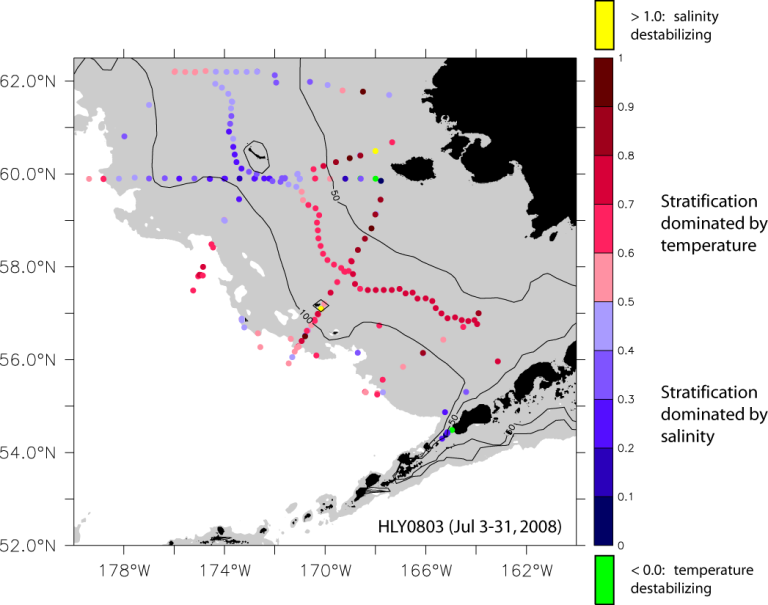 > 1.0: salinity
destabilizing
62.0°N
60.0°N
58.0°N
56.0°N
54.0°N
52.0°N
178°W
174°W
170°W
166°W
162°W
50
100
50
50
HLY0803 (Jul 3-31, 2008)
1
0.9
0.8
0.7
0.6
0.5
0.4
0.3
0.2
0.1
0
Stratification
dominated by
temperature
Stratification
dominated by
salinity
< 0.0: temperature
destabilizing